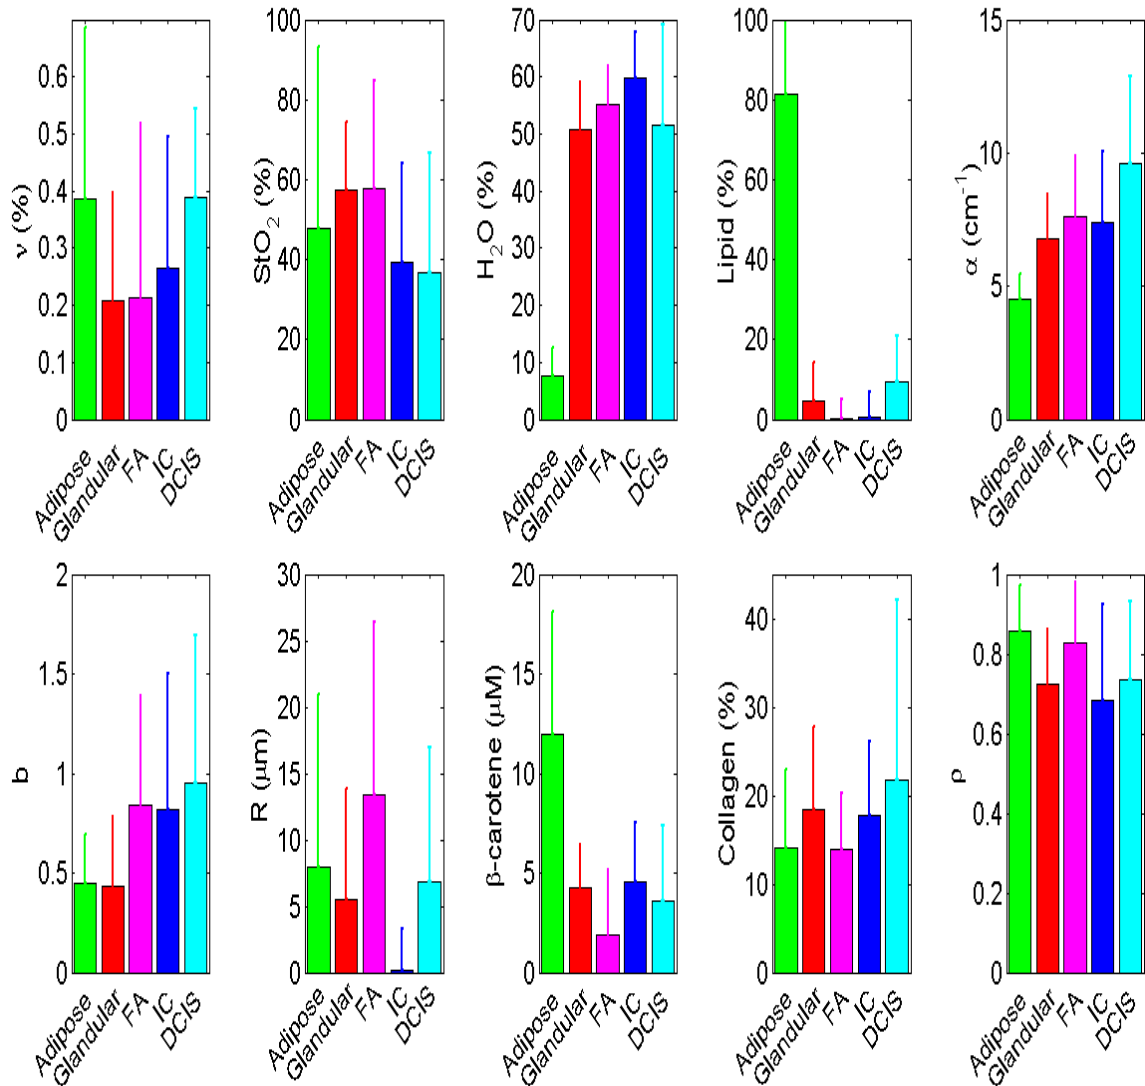 ν (%)
0.6
0.5
0.4
0.3
0.2
0.1
0
Adipose
Glandular
FA
IC
DCIS
StO₂ (%)
100
80
60
40
20
0
Adipose
Glandular
FA
IC
DCIS
H₂O (%)
70
60
50
40
30
20
10
0
Adipose
Glandular
FA
IC
DCIS
Lipid (%)
100
80
60
40
20
0
Adipose
Glandular
FA
IC
DCIS
α (cm⁻¹)
15
10
5
0
Adipose
Glandular
FA
IC
DCIS
b
2
1.5
1
0.5
0
Adipose
Glandular
FA
IC
DCIS
R (μm)
30
25
20
15
10
5
0
Adipose
Glandular
FA
IC
DCIS
β-carotene (μM)
20
15
10
5
0
Adipose
Glandular
FA
IC
DCIS
Collagen (%)
40
30
20
10
0
Adipose
Glandular
FA
IC
DCIS
ρ
1
0.8
0.6
0.4
0.2
0
Adipose
Glandular
FA
IC
DCIS